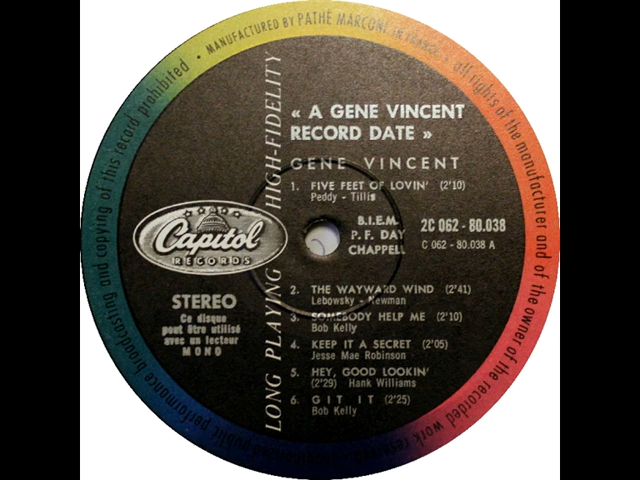 MANUFACTURED BY PATHÉ MARCONI IN FRANCE • all rights of the manufacturer and of the owner of the recorded work reserved
public performance broadcasting and copying of this record prohibited •
LONG PLAYING HIGH-FIDELITY
« A GENE VINCENT
RECORD DATE »
GENE VINCENT
1. FIVE FEET OF LOVIN' (2'10)
Peddy - Tillis
B.I.E.M.
P. F. DAY
CHAPPELL
2C 062 - 80.038
C 062 - 80.038 A
Capitol
RECORDS
STEREO
Ce disque
peut être utilisé
avec un lecteur
MONO
2. THE WAYWARD WIND (2'41)
Lebowsky - Newman
3. SOMEBODY HELP ME (2'10)
Bob Kelly
4. KEEP IT A SECRET (2'05)
Jesse Mae Robinson
5. HEY, GOOD LOOKIN'
(2'29) Hank Williams
6. GIT IT (2'25)
Bob Kelly